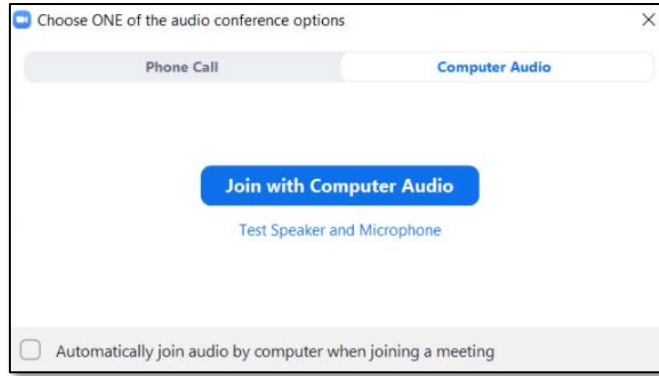 Choose ONE of the audio conference options
Phone Call
Computer Audio
Join with Computer Audio
Test Speaker and Microphone
Automatically join audio by computer when joining a meeting